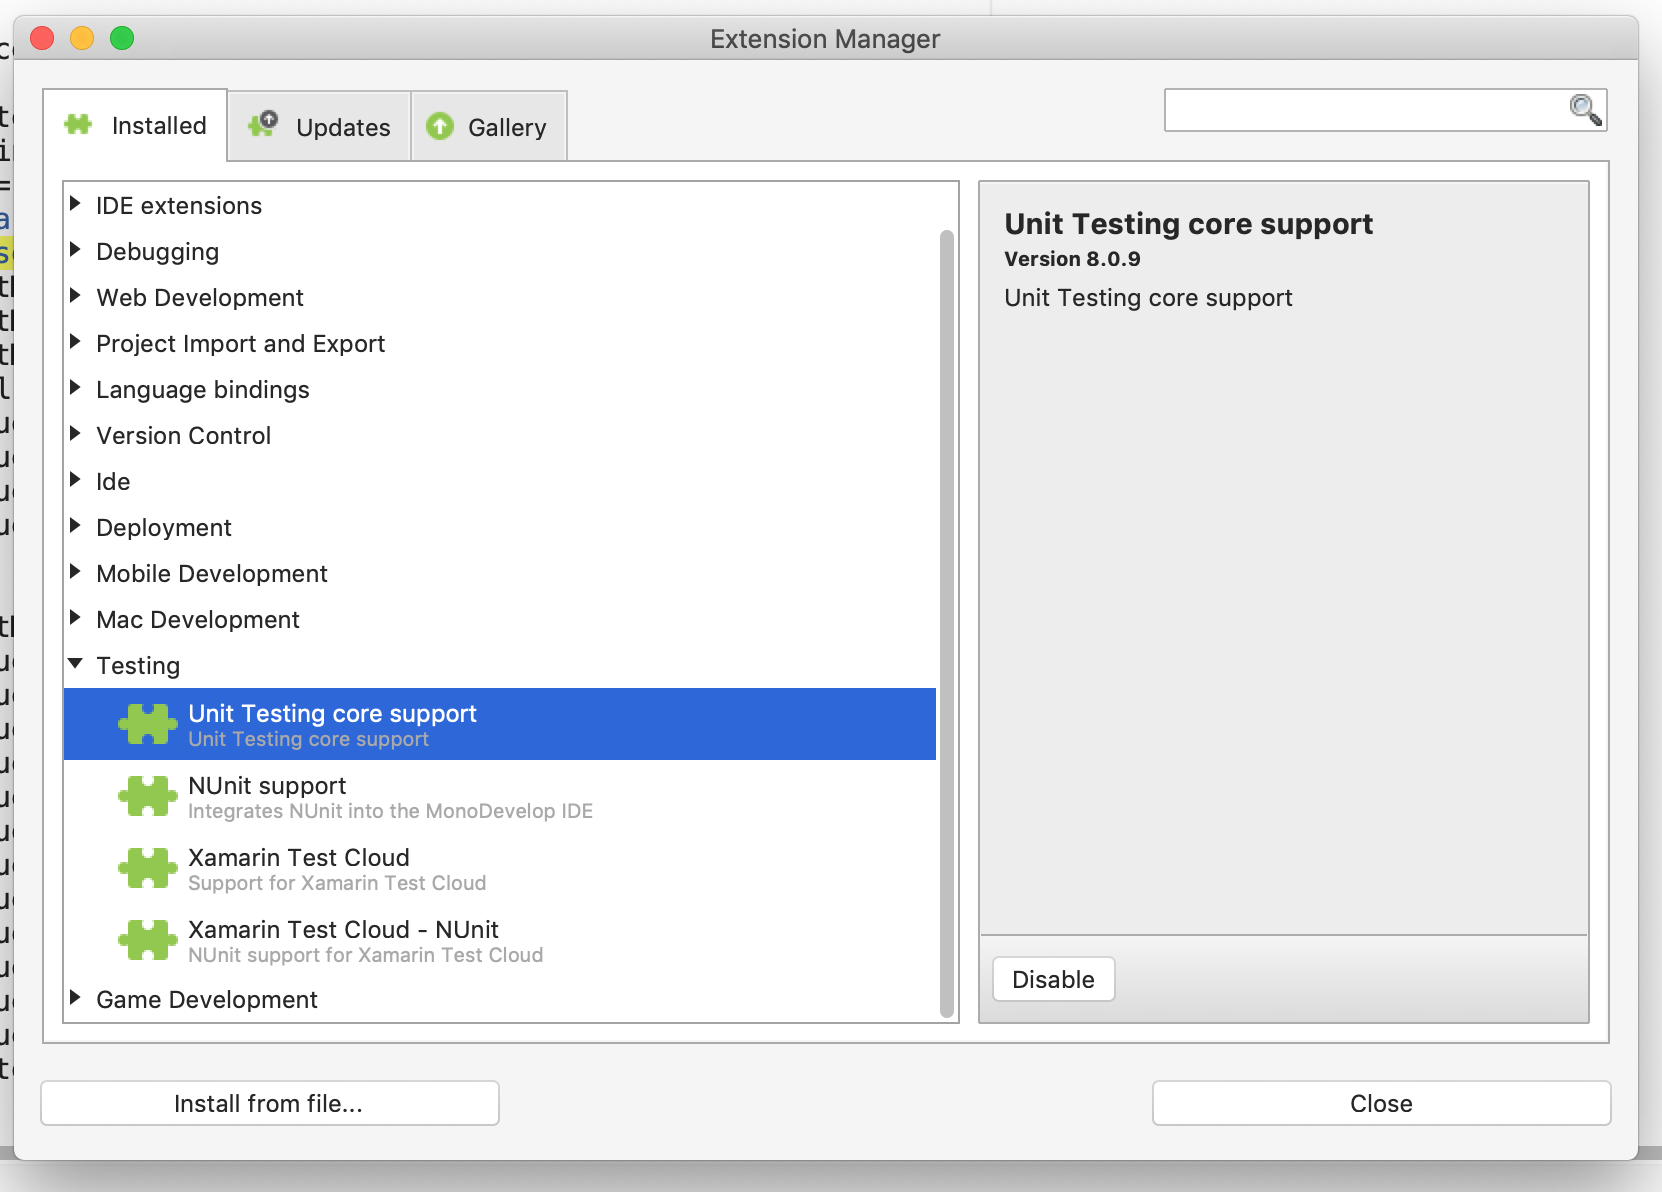 Extension Manager
Installed
Updates
Gallery
IDE extensions
Debugging
Web Development
Project Import and Export
Language bindings
Version Control
Ide
Deployment
Mobile Development
Mac Development
Testing
Unit Testing core support
Unit Testing core support
NUnit support
Integrates NUnit into the MonoDevelop IDE
Xamarin Test Cloud
Support for Xamarin Test Cloud
Xamarin Test Cloud - NUnit
NUnit support for Xamarin Test Cloud
Game Development
Unit Testing core support
Version 8.0.9
Unit Testing core support
Disable
Install from file...
Close